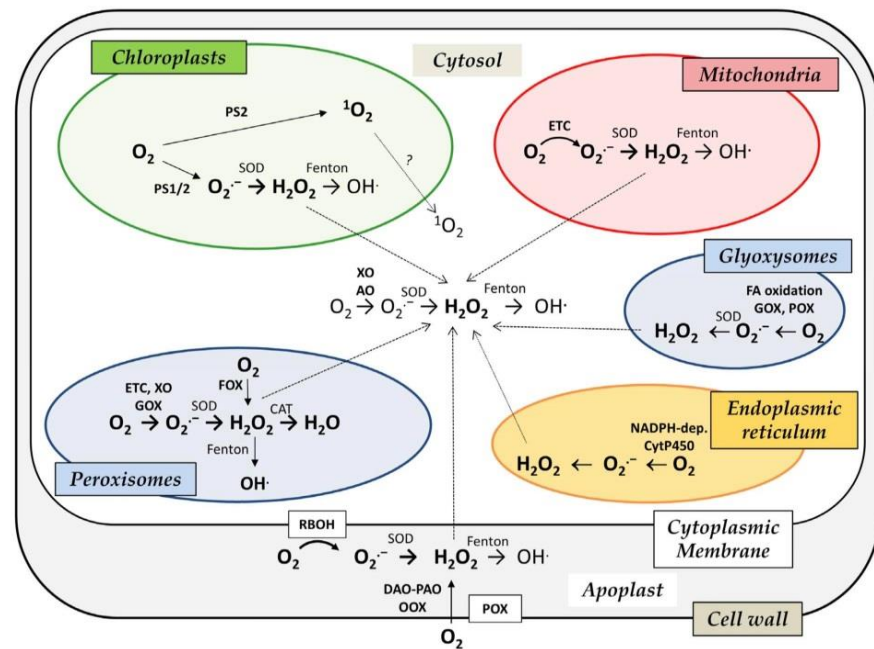 Chloroplasts
Cytosol
Mitochondria
PS2
¹O₂
O₂
PS1/2
SOD
Fenton
O₂·⁻ → H₂O₂ → OH·
?
¹O₂
ETC
SOD
Fenton
O₂
O₂·⁻ → H₂O₂ → OH·
Glyoxysomes
FA oxidation
GOX, POX
SOD
H₂O₂ ← O₂·⁻ ← O₂
XO
AO
SOD
Fenton
O₂ → O₂·⁻ → H₂O₂ → OH·
O₂
ETC, XO
FOX
GOX
SOD
CAT
O₂ → O₂·⁻ → H₂O₂ → H₂O
Fenton
OH·
Peroxisomes
Endoplasmic
reticulum
NADPH-dep.
CytP450
H₂O₂ ← O₂·⁻ ← O₂
RBOH
SOD
Fenton
O₂
O₂·⁻ → H₂O₂ → OH·
Cytoplasmic
Membrane
DAO-PAO
OOX
POX
O₂
Apoplast
Cell wall